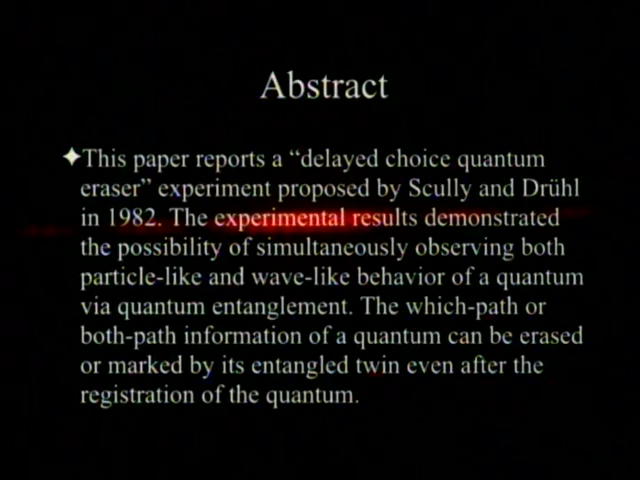 Abstract
✦This paper reports a “delayed choice quantum
eraser” experiment proposed by Scully and Drühl
in 1982. The experimental results demonstrated
the possibility of simultaneously observing both
particle-like and wave-like behavior of a quantum
via quantum entanglement. The which-path or
both-path information of a quantum can be erased
or marked by its entangled twin even after the
registration of the quantum.